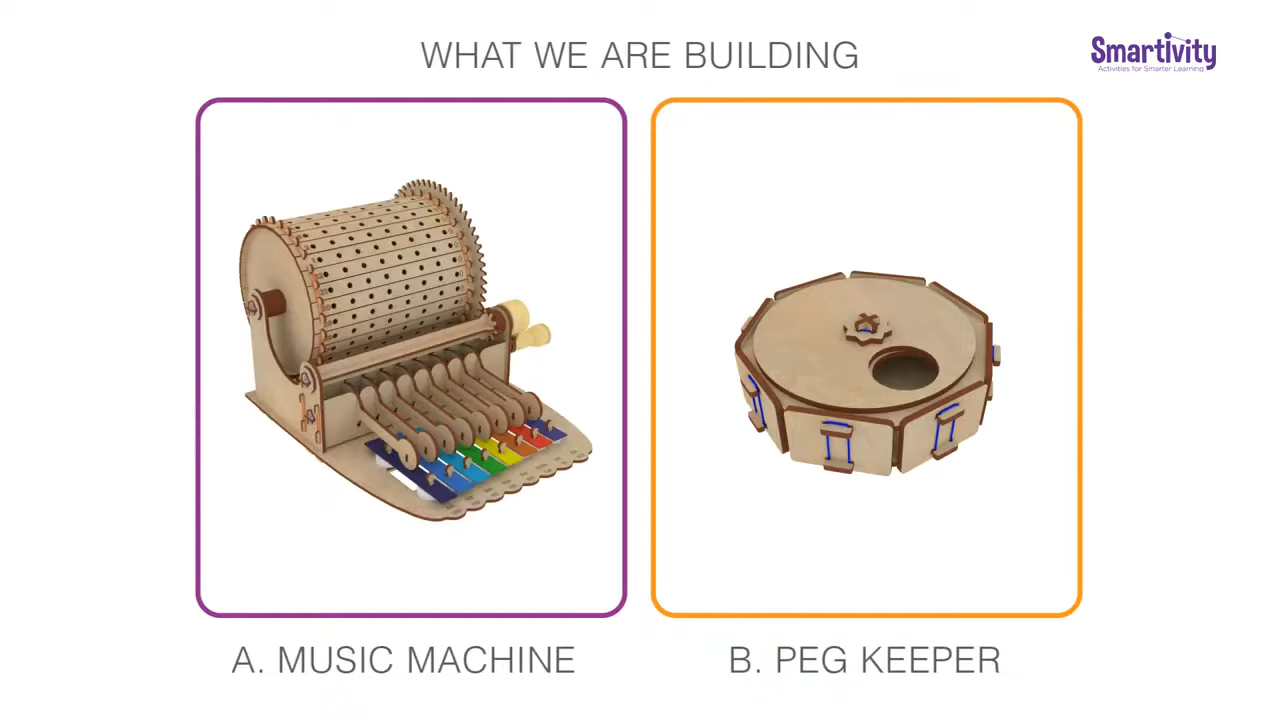 WHAT WE ARE BUILDING
Smartivity
Activities for Smarter Learning
A. MUSIC MACHINE
B. PEG KEEPER